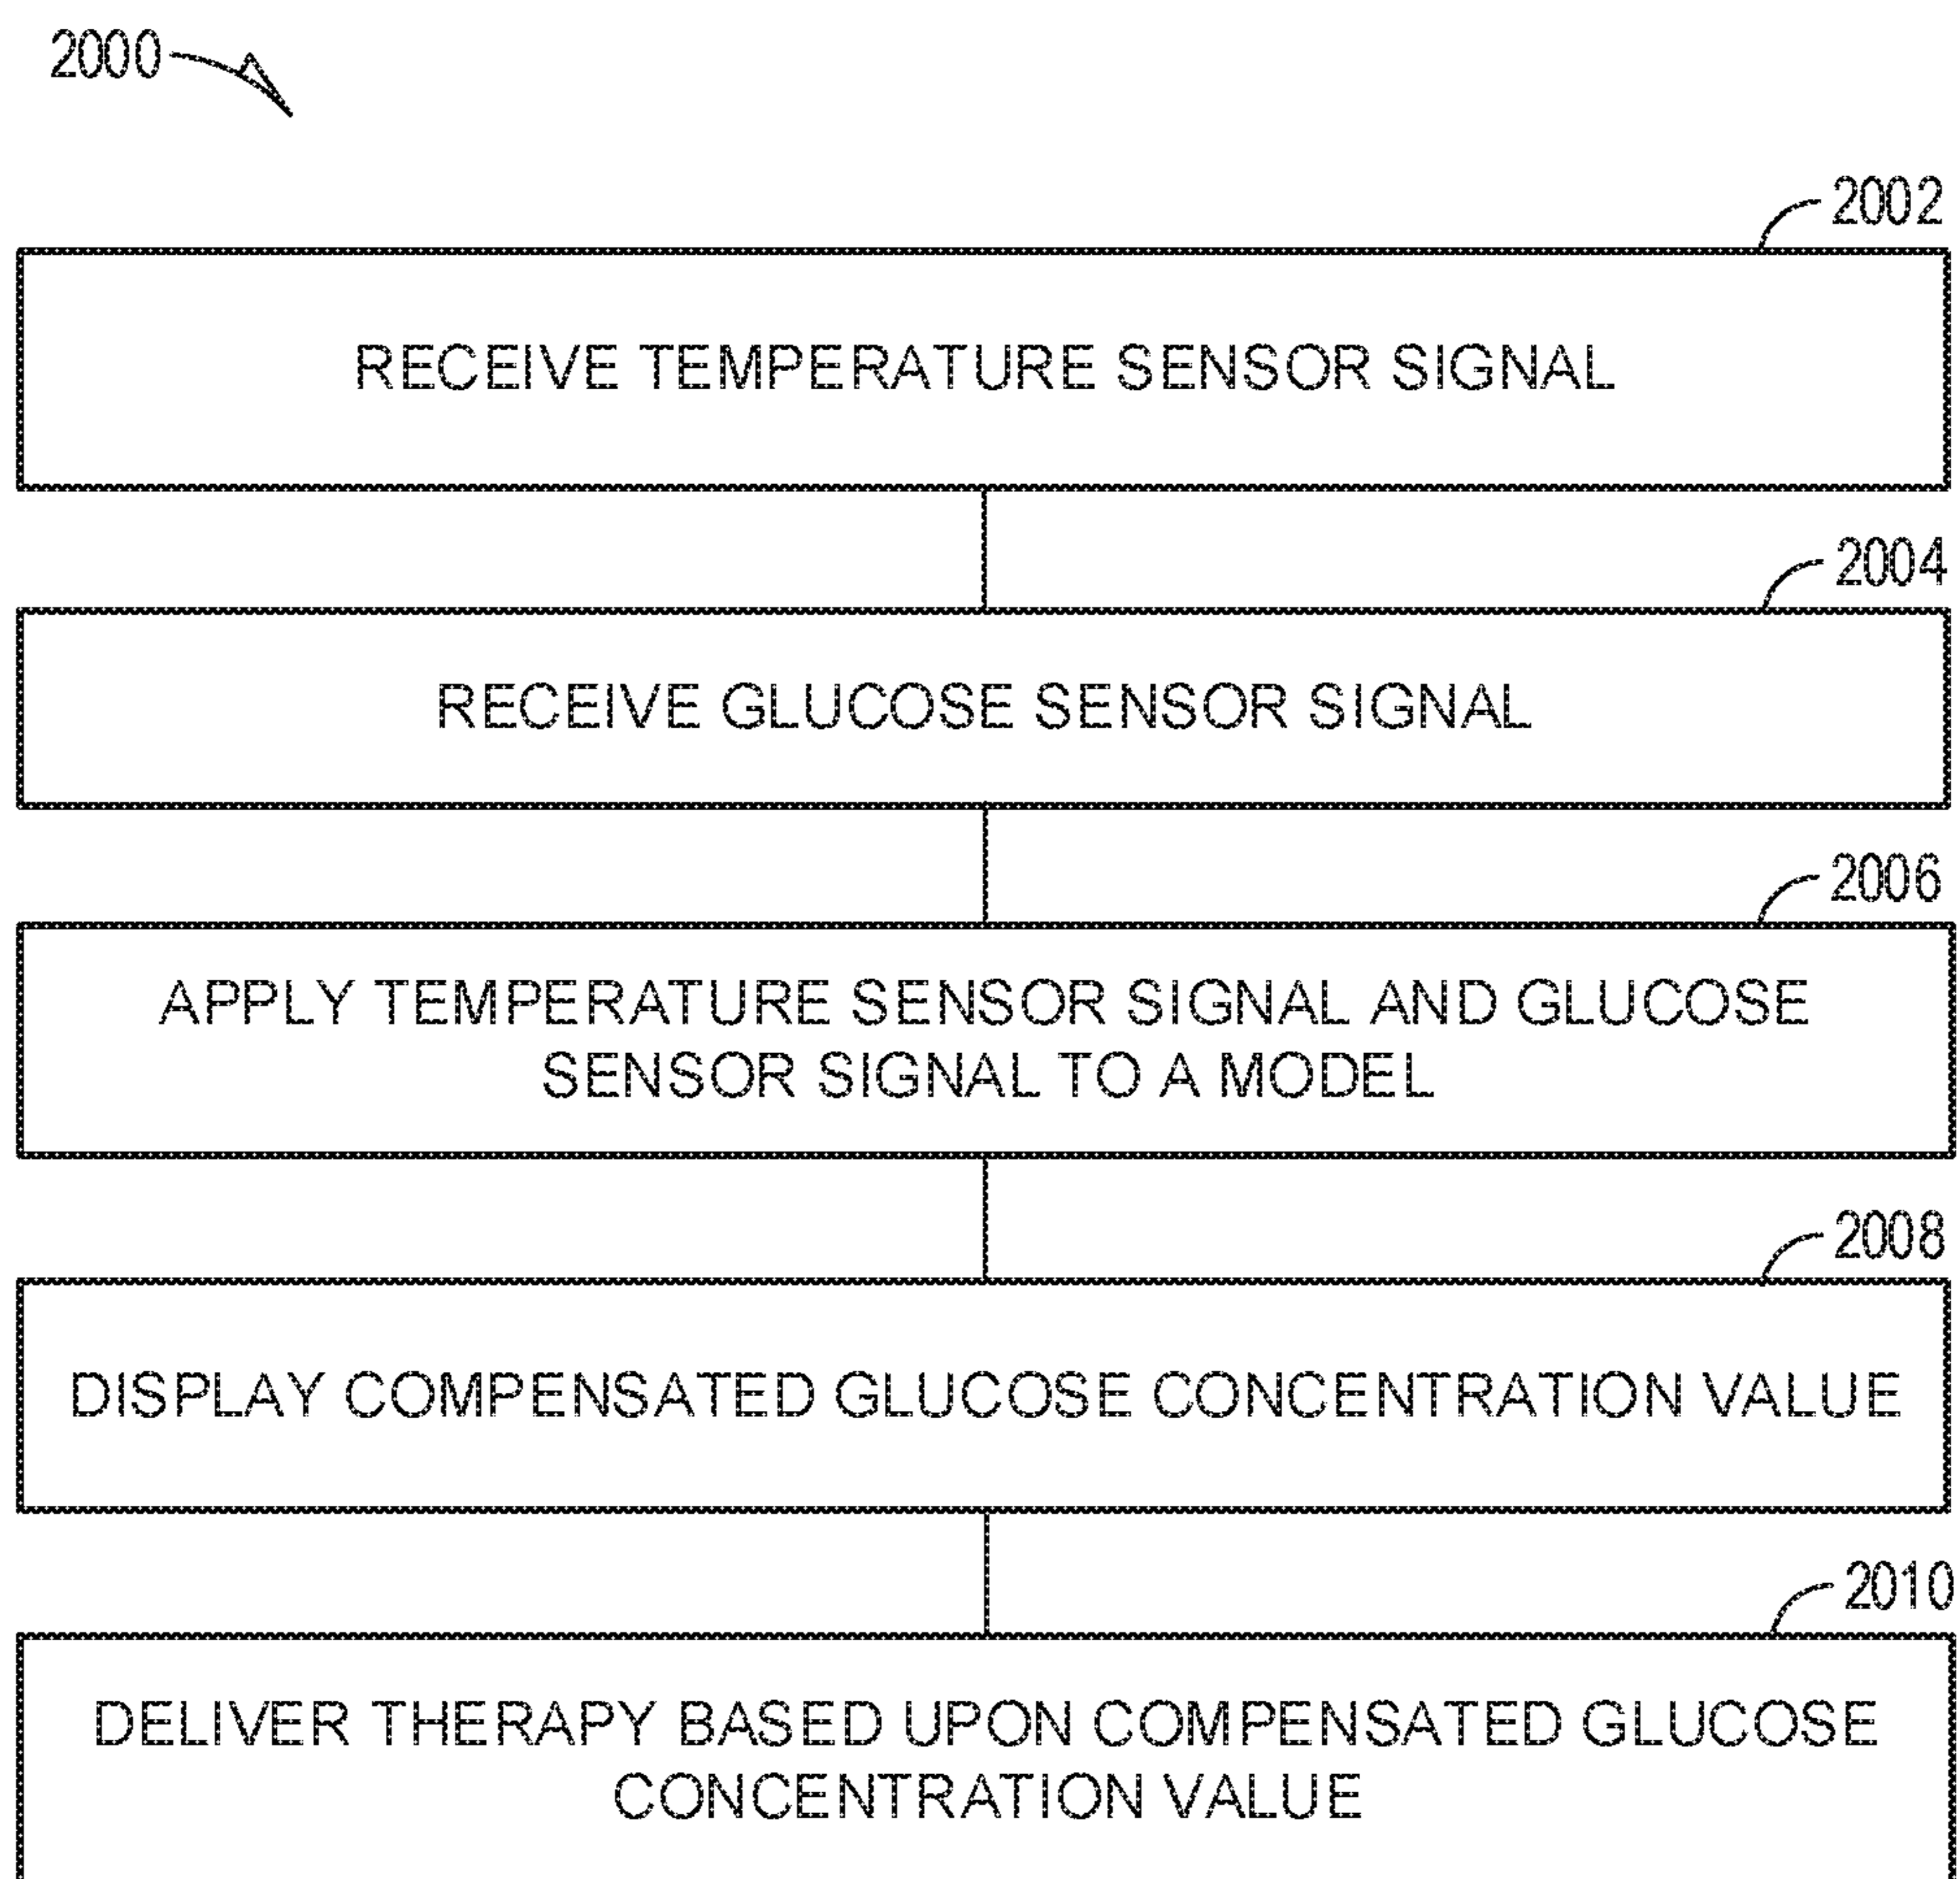 2000
2002
RECEIVE TEMPERATURE SENSOR SIGNAL
2004
RECEIVE GLUCOSE SENSOR SIGNAL
2006
APPLY TEMPERATURE SENSOR SIGNAL AND GLUCOSE
SENSOR SIGNAL TO A MODEL
2008
DISPLAY COMPENSATED GLUCOSE CONCENTRATION VALUE
2010
DELIVER THERAPY BASED UPON COMPENSATED GLUCOSE
CONCENTRATION VALUE